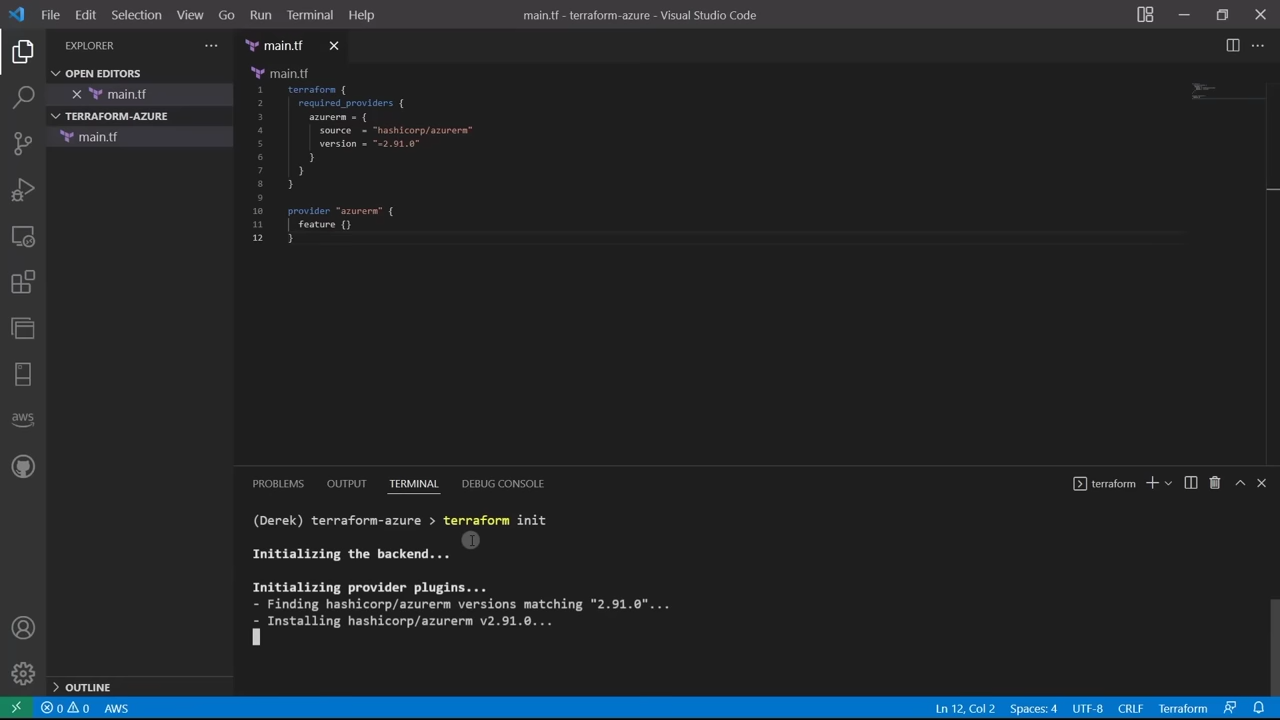 File Edit Selection View Go Run Terminal Help
main.tf - terraform-azure - Visual Studio Code
EXPLORER
OPEN EDITORS
main.tf
TERRAFORM-AZURE
main.tf
aws
OUTLINE
main.tf
main.tf
1 terraform {
2 required_providers {
3 azurerm = {
4 source = "hashicorp/azurerm"
5 version = "=2.91.0"
6 }
7 }
8 }
9
10 provider "azurerm" {
11 feature {}
12 }
PROBLEMS OUTPUT TERMINAL DEBUG CONSOLE
terraform
(Derek) terraform-azure > terraform init
Initializing the backend...
Initializing provider plugins...
- Finding hashicorp/azurerm versions matching "2.91.0"...
- Installing hashicorp/azurerm v2.91.0...
0 0 AWS
Ln 12, Col 2 Spaces: 4 UTF-8 CRLF Terraform